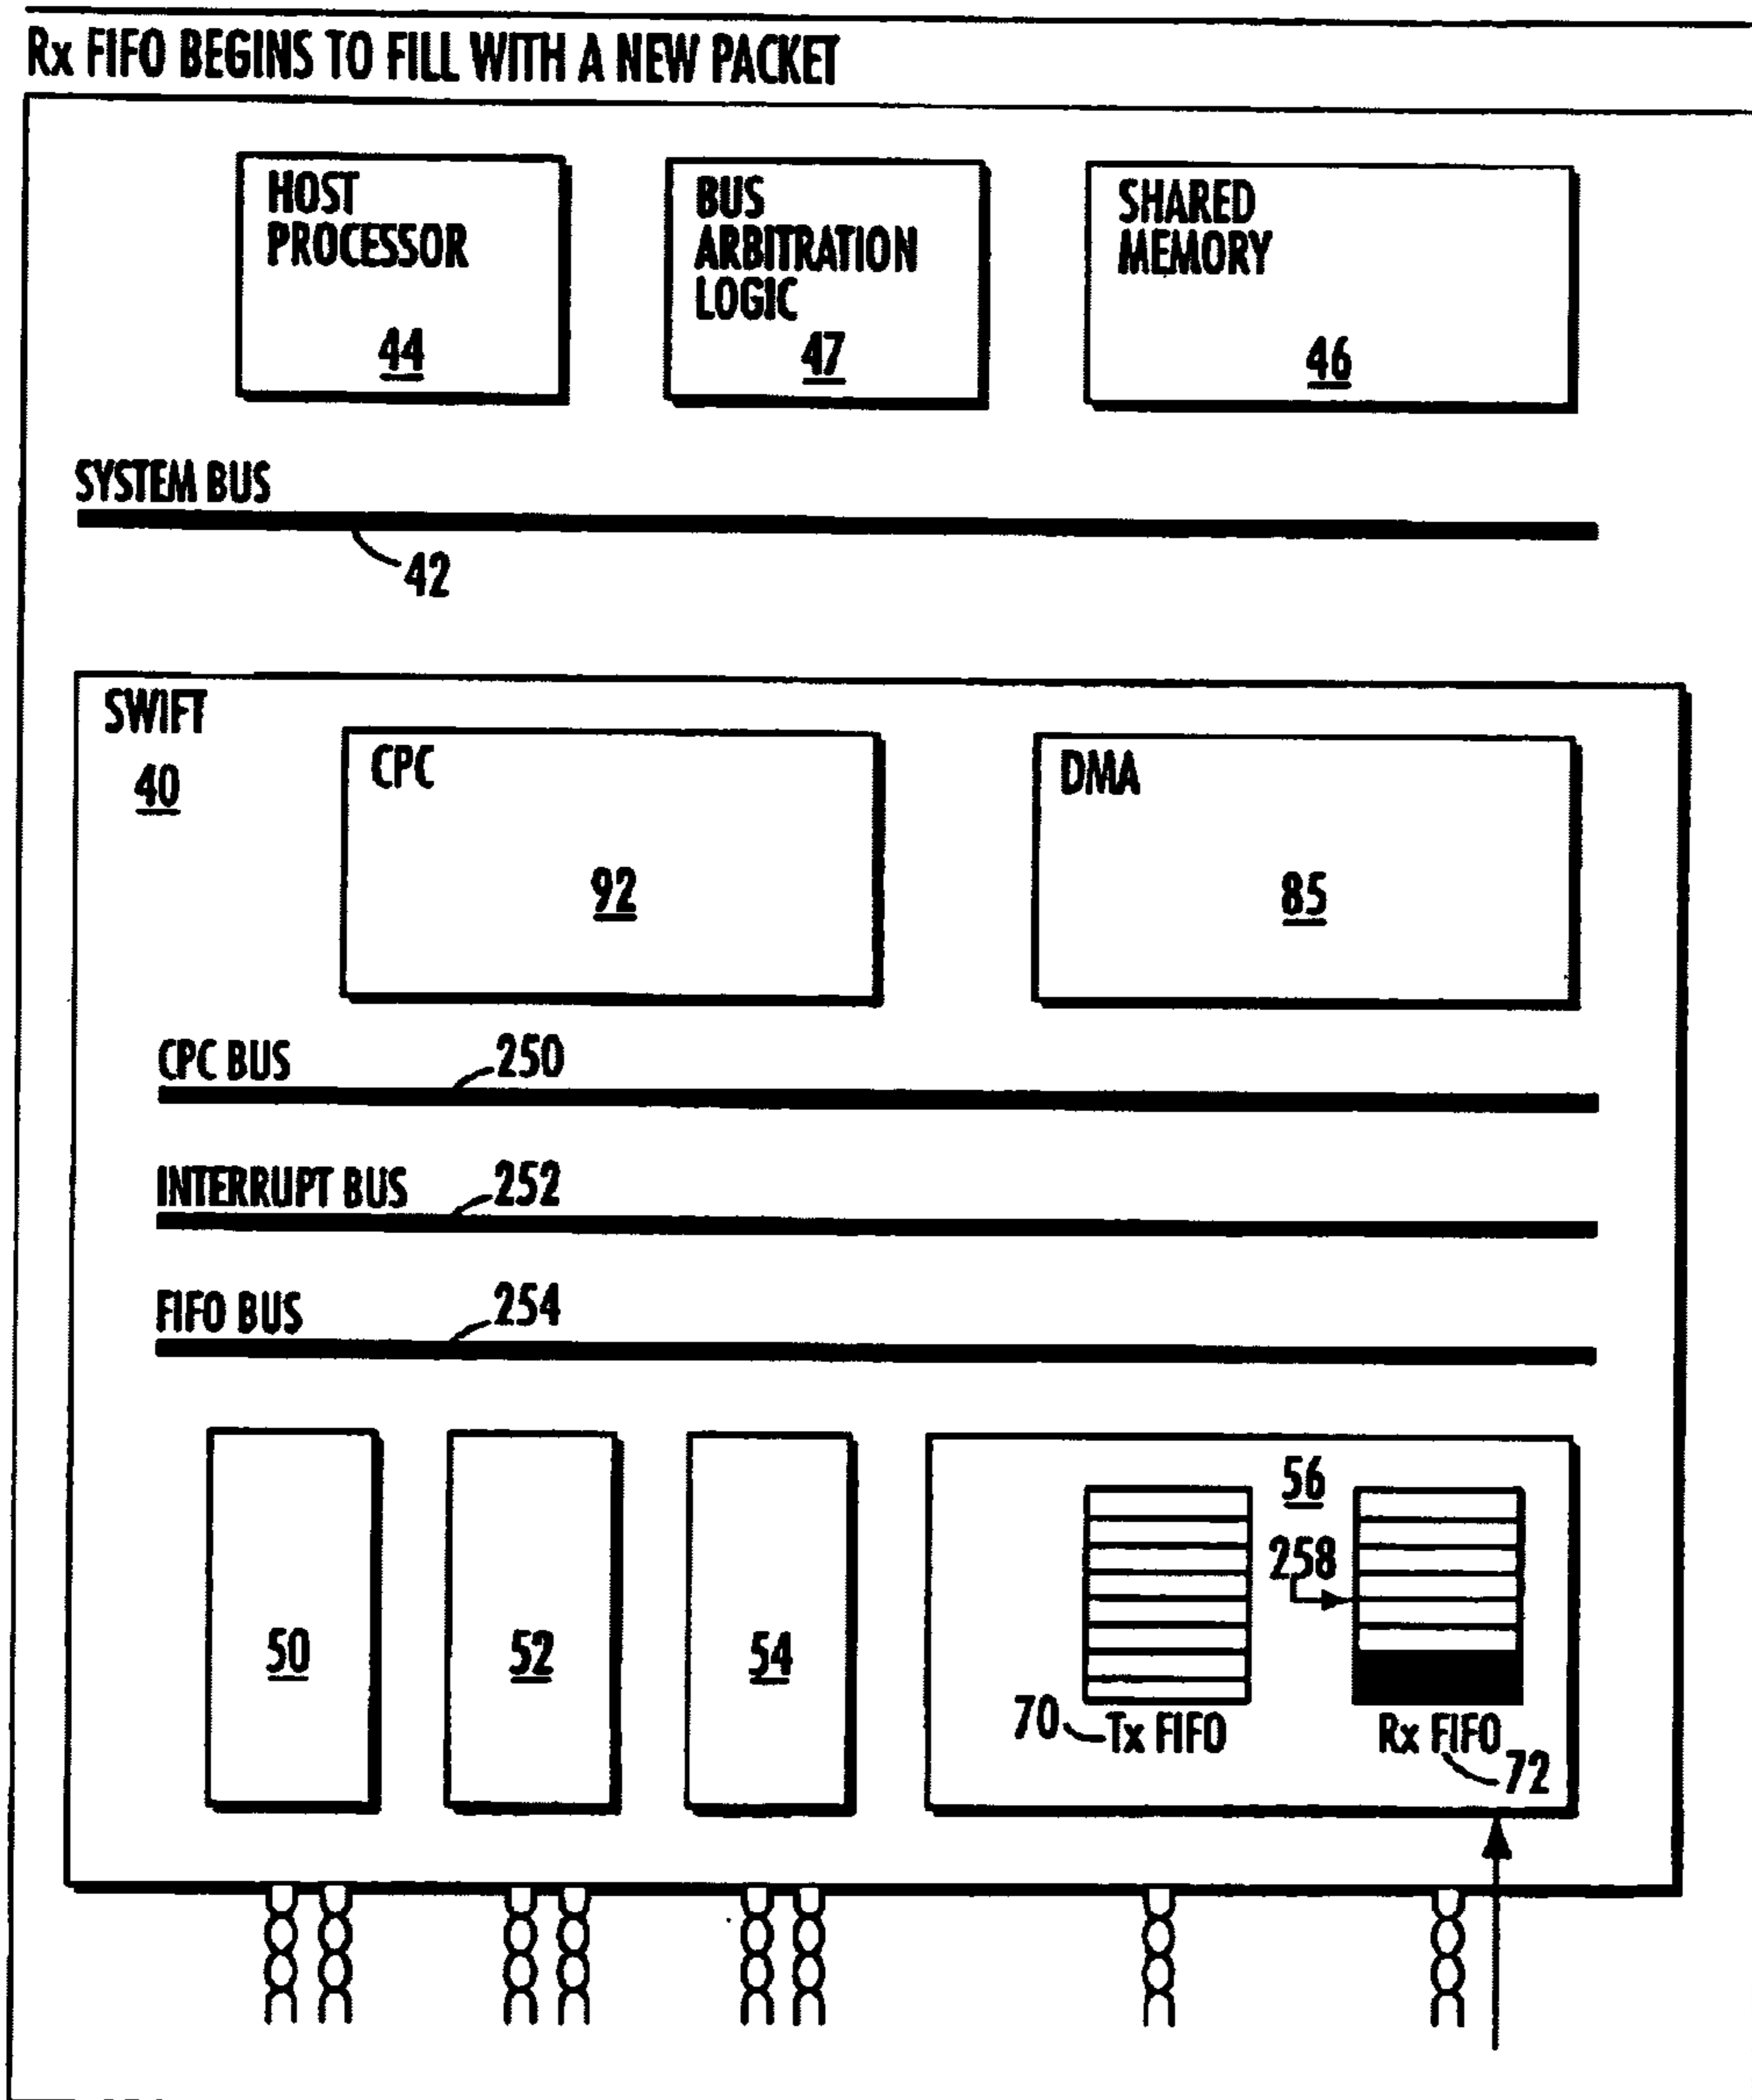 Rx FIFO BEGINS TO FILL WITH A NEW PACKET
HOST
PROCESSOR
44
BUS
ARBITRATION
LOGIC
47
SHARED
MEMORY
46
SYSTEM BUS
42
SWIFT
40
CPC
92
DMA
85
CPC BUS
250
INTERRUPT BUS
252
FIFO BUS
254
50
52
54
56
258
70
Tx FIFO
Rx FIFO
72